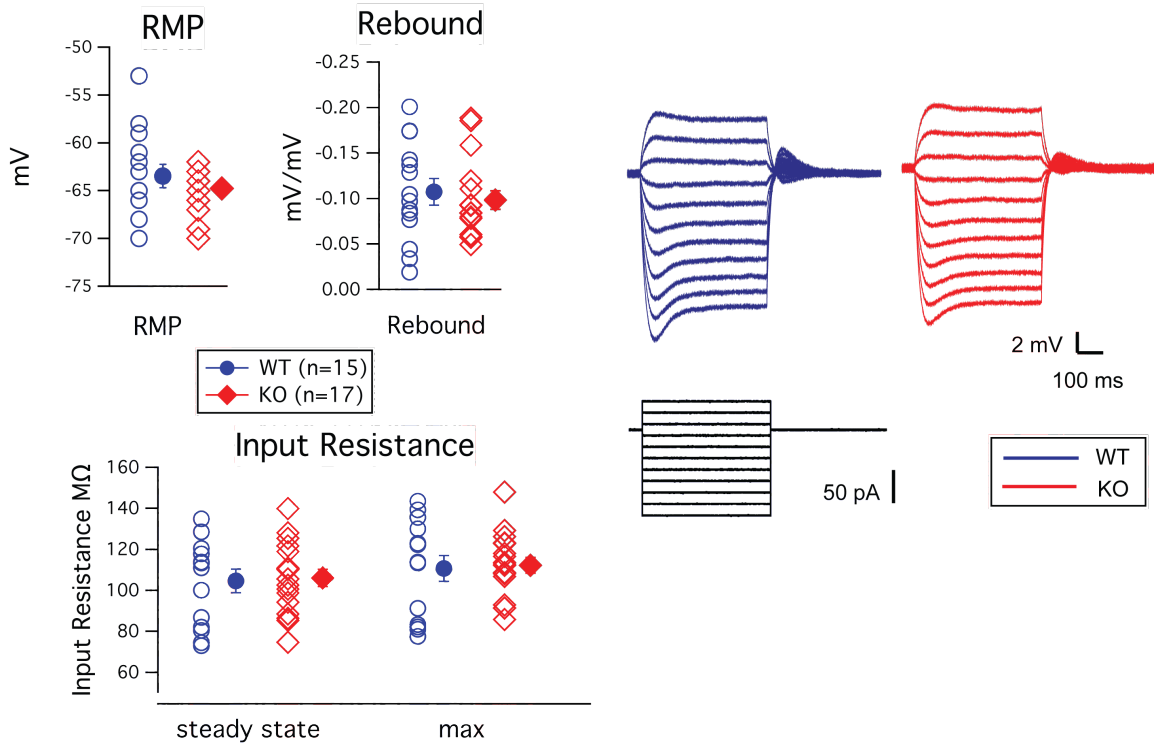 RMP
Rebound
-50
-55
-60
-65
-70
-75
mV
RMP
-0.25
-0.20
-0.15
-0.10
-0.05
0.00
mV/mV
Rebound
WT (n=15)
KO (n=17)
2 mV
100 ms
50 pA
WT
KO
Input Resistance
160
140
120
100
80
60
Input Resistance MΩ
steady state
max